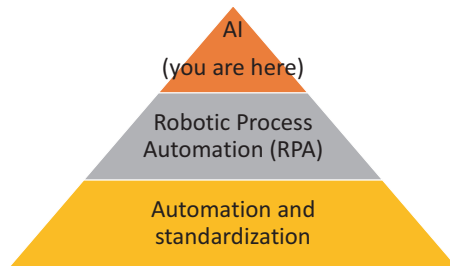 AI
(you are here)
Robotic Process
Automation (RPA)
Automation and
standardization